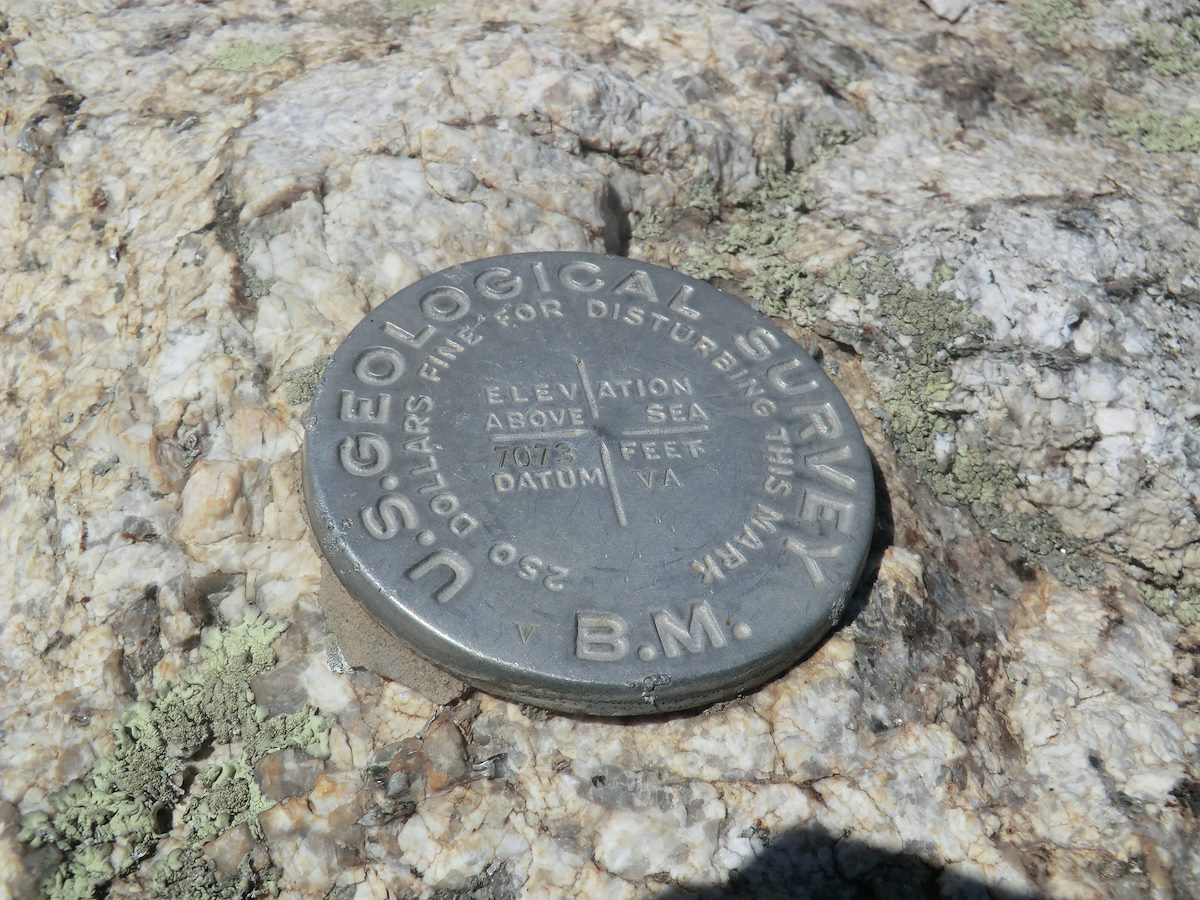 U.S.GEOLOGICAL SURVEY
250 DOLLARS FINE FOR DISTURBING THIS MARK
ELEVATION
ABOVE SEA
7073 FEET
DATUM VA
V B.M.